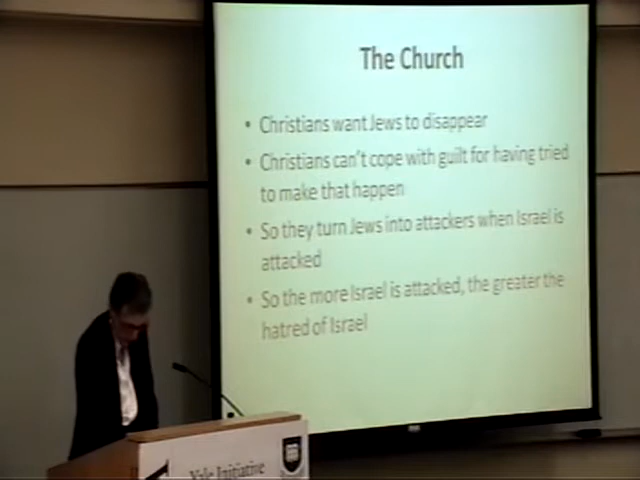 The Church
• Christians want Jews to disappear
• Christians can't cope with guilt for having tried
to make that happen
• So they turn Jews into attackers when Israel is
attacked
• So the more Israel is attacked, the greater the
hatred of Israel
Yale Initiative